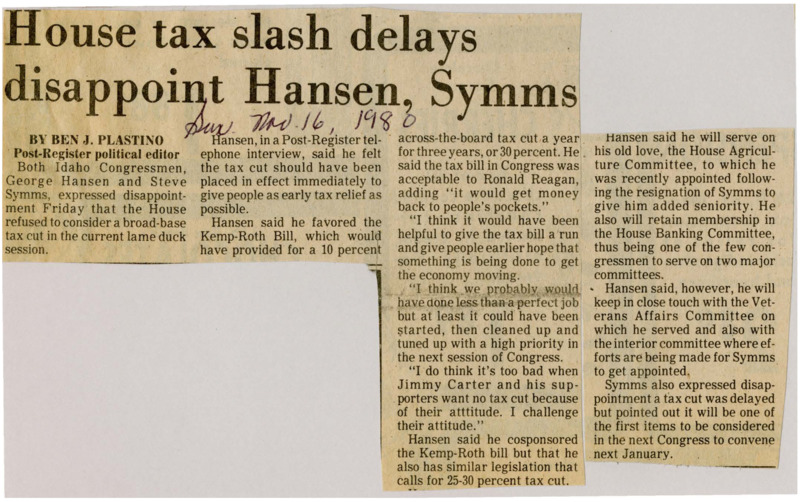 House tax slash delays
disappoint Hansen, Symms
Sun. Nov. 16, 1980
BY BEN J. PLASTINO
Post-Register political editor
Both Idaho Congressmen,
George Hansen and Steve
Symms, expressed disappoint-
ment Friday that the House
refused to consider a broad-base
tax cut in the current lame duck
session.
Hansen, in a Post-Register tel-
ephone interview, said he felt
the tax cut should have been
placed in effect immediately to
give people as early tax relief as
possible.
Hansen said he favored the
Kemp-Roth Bill, which would
have provided for a 10 percent
across-the-board tax cut a year
for three years, or 30 percent. He
said the tax bill in Congress was
acceptable to Ronald Reagan,
adding "it would get money
back to people's pockets."
"I think it would have been
helpful to give the tax bill a run
and give people earlier hope that
something is being done to get
the economy moving.
"I think we probably would
have done less than a perfect job
but at least it could have been
started, then cleaned up and
tuned up with a high priority in
the next session of Congress.
"I do think it's too bad when
Jimmy Carter and his sup-
porters want no tax cut because
of their atttitude. I challenge
their attitude."
Hansen said he cosponsored
the Kemp-Roth bill but that he
also has similar legislation that
calls for 25-30 percent tax cut.
Hansen said he will serve on
his old love, the House Agricul-
ture Committee, to which he
was recently appointed follow-
ing the resignation of Symms to
give him added seniority. He
also will retain membership in
the House Banking Committee,
thus being one of the few con-
gressmen to serve on two major
committees.
Hansen said, however, he will
keep in close touch with the Vet-
erans Affairs Committee on
which he served and also with
the interior committee where ef-
forts are being made for Symms
to get appointed.
Symms also expressed disap-
pointment a tax cut was delayed
but pointed out it will be one of
the first items to be considered
in the next Congress to convene
next January.